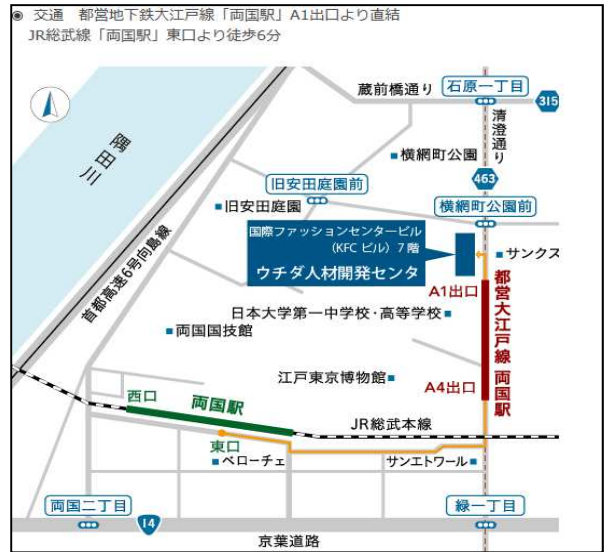 ◉ 交通 都営地下鉄大江戸線「両国駅」A1出口より直結
JR総武線「両国駅」東口より徒歩6分
蔵前橋通り
石原一丁目
315
清澄通り
隅田川
横網町公園
463
旧安田庭園前
横網町公園前
旧安田庭園
国際ファッションセンタービル
(KFC ビル) 7階
ウチダ人材開発センタ
サンクス
首都高速6号向島線
A1出口
都営大江戸線 両国駅
日本大学第一中学校・高等学校
両国国技館
江戸東京博物館
A4出口
西口
両国駅
JR総武本線
東口
ベローチェ
サンエトワール
両国二丁目
14
緑一丁目
京葉道路